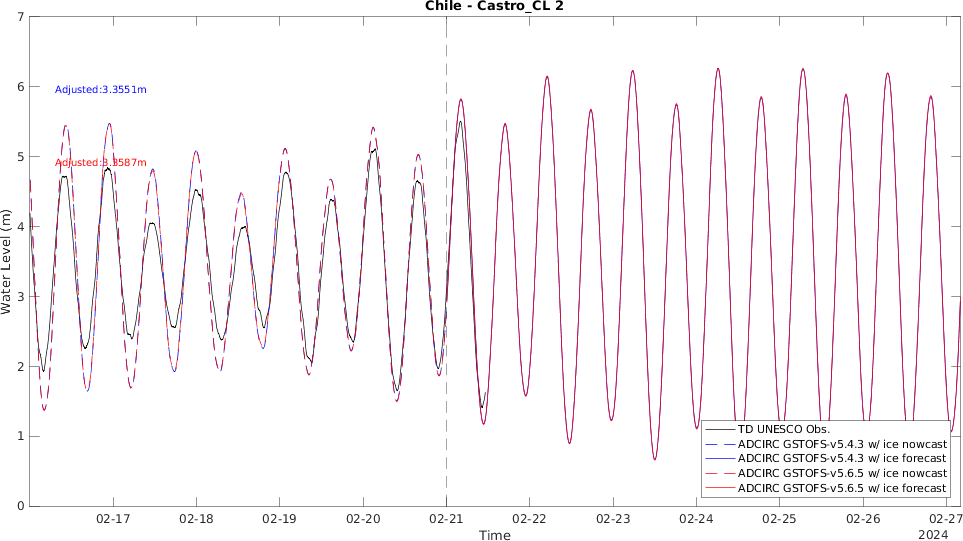 Chile - Castro_CL 2
7
6
5
4
3
2
1
0
Water Level (m)
Adjusted:3.3551m
Adjusted:3.3587m
TD UNESCO Obs.
ADCIRC GSTOFS-v5.4.3 w/ ice nowcast
ADCIRC GSTOFS-v5.4.3 w/ ice forecast
ADCIRC GSTOFS-v5.6.5 w/ ice nowcast
ADCIRC GSTOFS-v5.6.5 w/ ice forecast
02-17 02-18 02-19 02-20 02-21 02-22 02-23 02-24 02-25 02-26 02-27
Time
2024